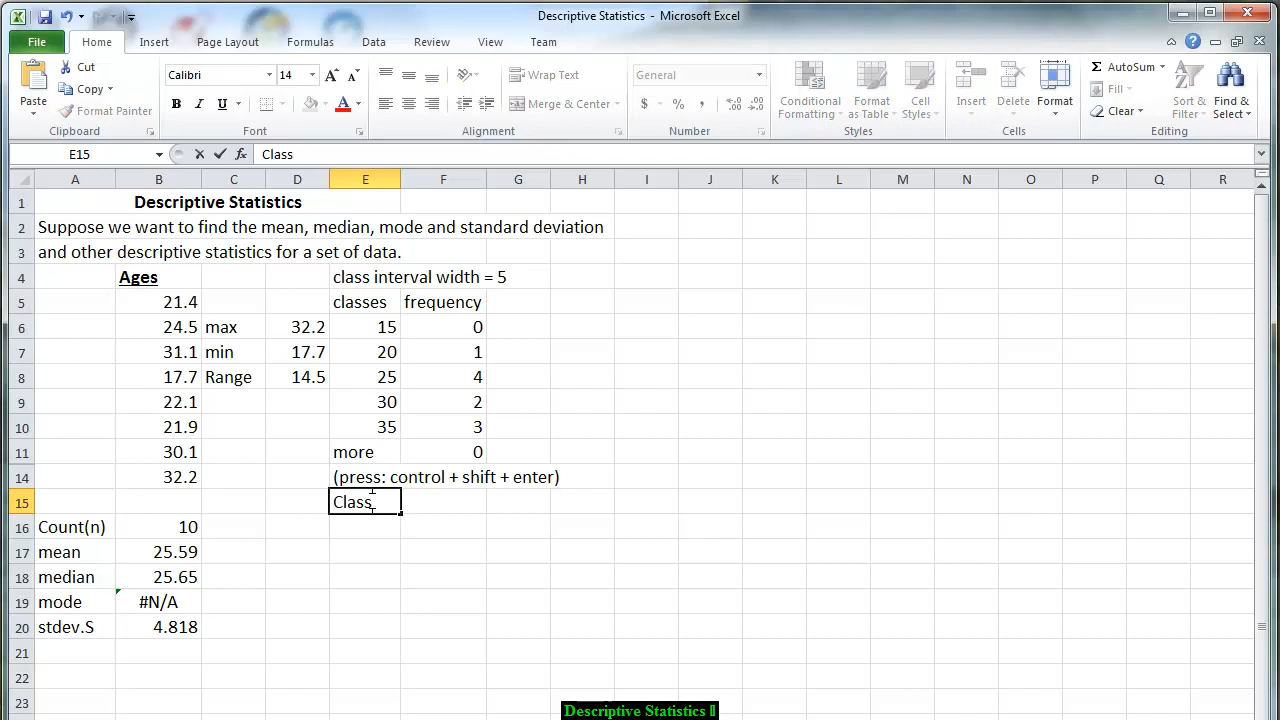 Descriptive Statistics - Microsoft Excel
File Home Insert Page Layout Formulas Data Review View Team
Paste Cut Copy Format Painter Clipboard
Calibri 14 A A B I U A Font
Wrap Text Merge & Center Alignment
General $ % , .00 Number
Conditional Formatting Format as Table Cell Styles Styles
Insert Delete Format Cells
Σ AutoSum Fill Clear Sort & Filter Find & Select Editing
E15 fx Class
A B C D E F G H I J K L M N O P Q R
1 Descriptive Statistics
2 Suppose we want to find the mean, median, mode and standard deviation
3 and other descriptive statistics for a set of data.
4 Ages class interval width = 5
5 21.4 classes frequency
6 24.5 max 32.2 15 0
7 31.1 min 17.7 20 1
8 17.7 Range 14.5 25 4
9 22.1 30 2
10 21.9 35 3
11 30.1 more 0
14 32.2 (press: control + shift + enter)
15 Class
16 Count(n) 10
17 mean 25.59
18 median 25.65
19 mode #N/A
20 stdev.S 4.818
21
22
23
Descriptive Statistics